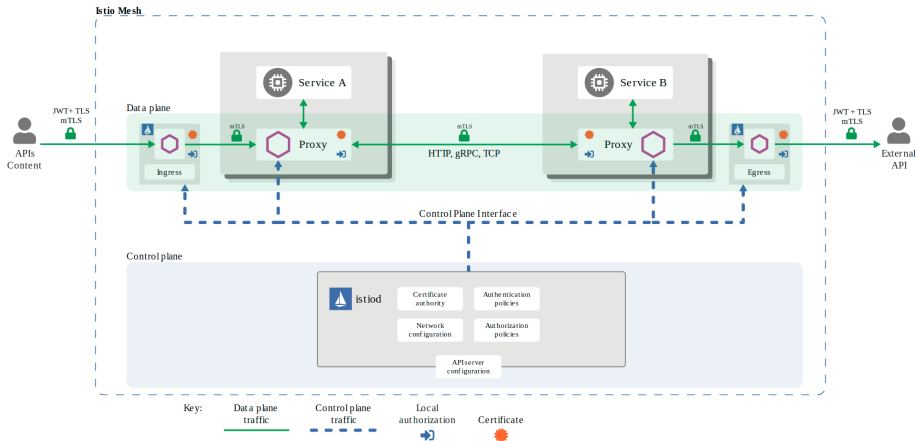 Istio Mesh
Service A
Service B
Data plane
JWT+ TLS
mTLS
mTLS
mTLS
mTLS
JWT + TLS
mTLS
Proxy
Proxy
HTTP, gRPC, TCP
APIs
Content
External
API
Ingress
Egress
Control Plane Interface
Control plane
istiod
Certificate
authority
Authentication
policies
Network
configuration
Authorization
policies
API server
configuration
Key:
Data plane
traffic
Control plane
traffic
Local
authorization
Certificate